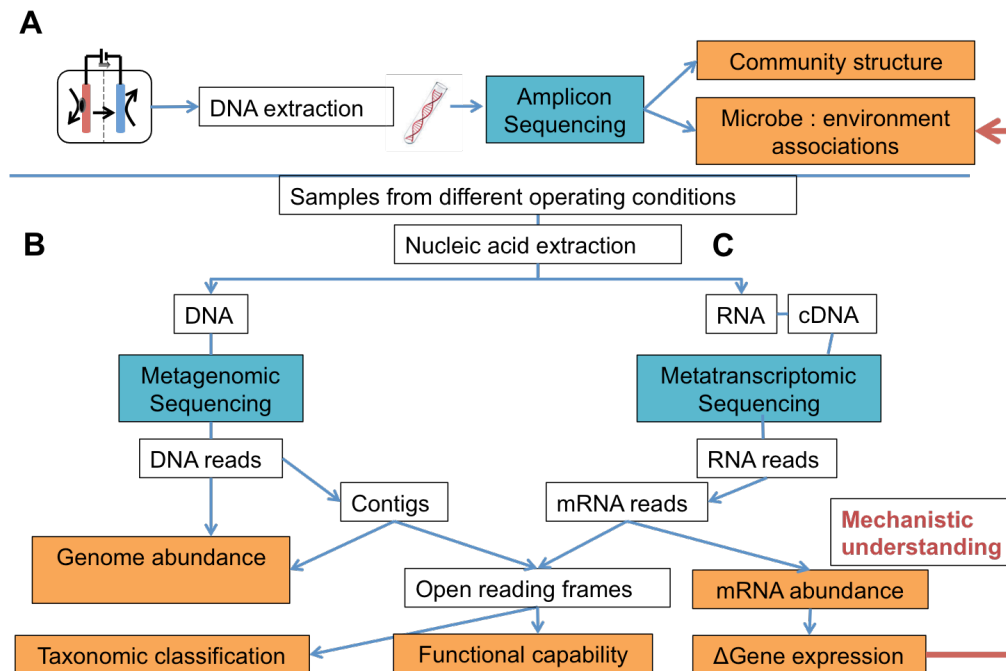 A
DNA extraction
Amplicon
Sequencing
Community structure
Microbe : environment
associations
Samples from different operating conditions
B
Nucleic acid extraction
C
DNA
RNA
cDNA
Metagenomic
Sequencing
Metatranscriptomic
Sequencing
DNA reads
RNA reads
Contigs
mRNA reads
Mechanistic
understanding
Genome abundance
Open reading frames
mRNA abundance
Taxonomic classification
Functional capability
ΔGene expression